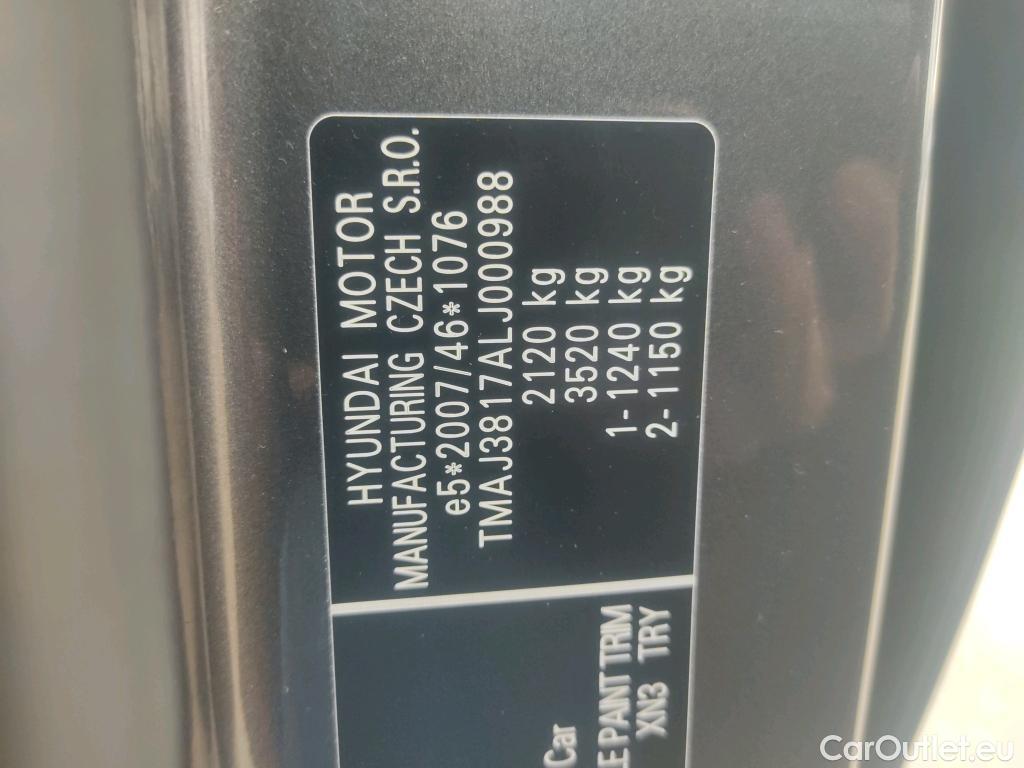 HYUNDAI MOTOR
MANUFACTURING CZECH S.R.O.
e5*2007/46*1076
TMAJ3817ALJ000988
2120 kg
3520 kg
1- 1240 kg
2- 1150 kg
Car
PAINT TRIM
XN3 TRY
CarOutlet.eu